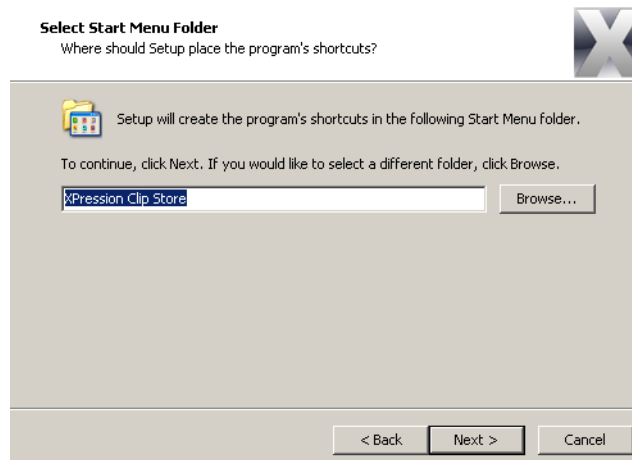 Select Start Menu Folder
Where should Setup place the program's shortcuts?
Setup will create the program's shortcuts in the following Start Menu folder.
To continue, click Next. If you would like to select a different folder, click Browse.
XPression Clip Store
Browse...
< Back
Next >
Cancel